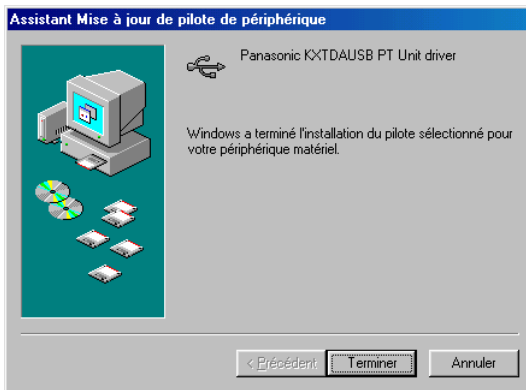 Assistant Mise à jour de pilote de périphérique
Panasonic KXTDAUSB PT Unit driver
Windows a terminé l'installation du pilote sélectionné pour
votre périphérique matériel.
< Précédent
Terminer
Annuler